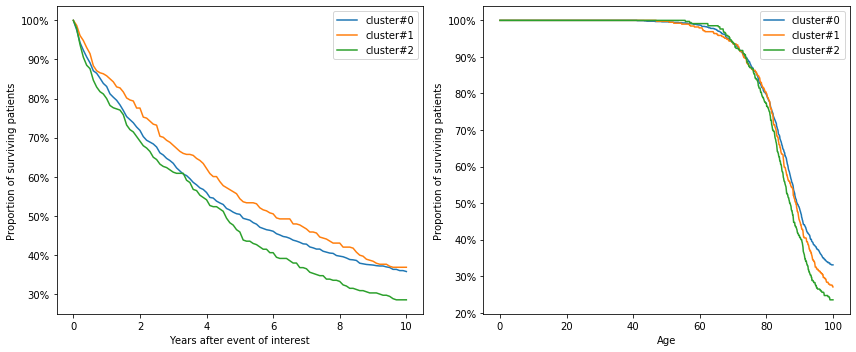 100%
90%
80%
70%
60%
50%
40%
30%
Proportion of surviving patients
0
2
4
6
8
10
Years after event of interest
cluster#0
cluster#1
cluster#2
100%
90%
80%
70%
60%
50%
40%
30%
20%
Proportion of surviving patients
0
20
40
60
80
100
Age
cluster#0
cluster#1
cluster#2